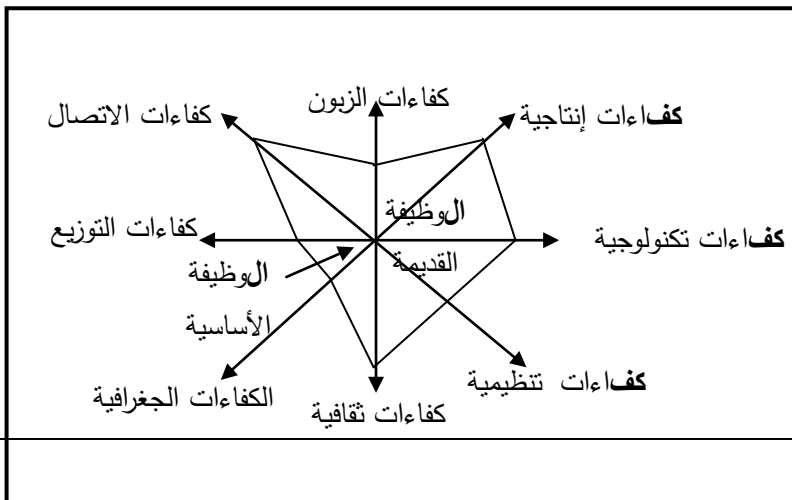 كفاءات الزبون
كفاءات إنتاجية
كفاءات الاتصال
الوظيفة
القديمة
كفاءات تكنولوجية
كفاءات التوزيع
الوظيفة
الأساسية
كفاءات تنظيمية
الكفاءات الجغرافية
كفاءات ثقافية